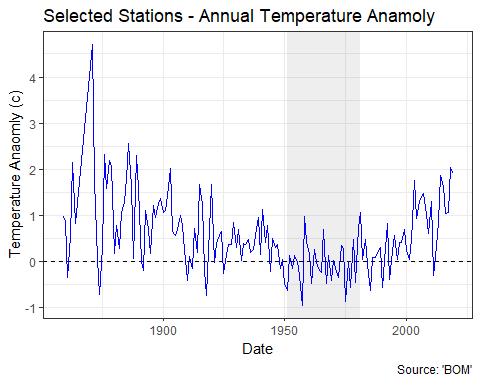 Selected Stations - Annual Temperature Anamoly
Temperature Anaomly (c)
4
3
2
1
0
-1
1900
1950
2000
Date
Source: 'BOM'